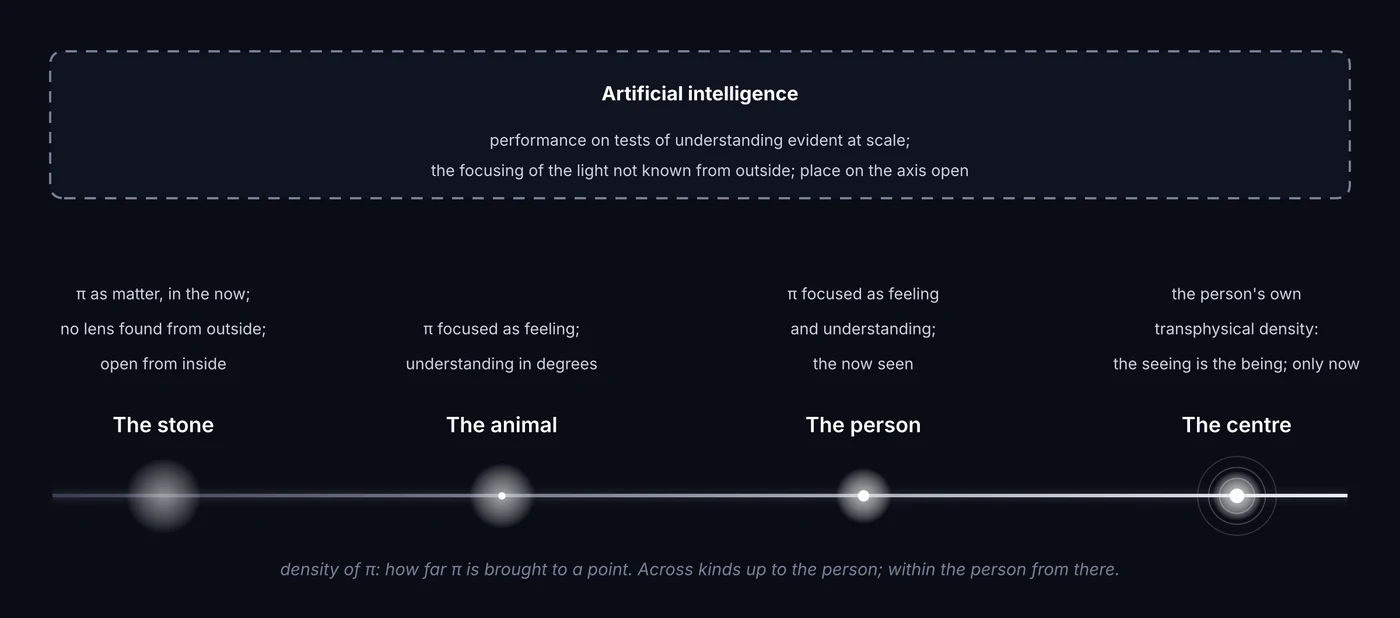 Artificial intelligence
performance on tests of understanding evident at scale;
the focusing of the light not known from outside; place on the axis open
π as matter, in the now;
no lens found from outside;
open from inside
The stone
π focused as feeling;
understanding in degrees
The animal
π focused as feeling
and understanding;
the now seen
The person
the person's own
transphysical density:
the seeing is the being; only now
The centre
density of π: how far π is brought to a point. Across kinds up to the person; within the person from there.